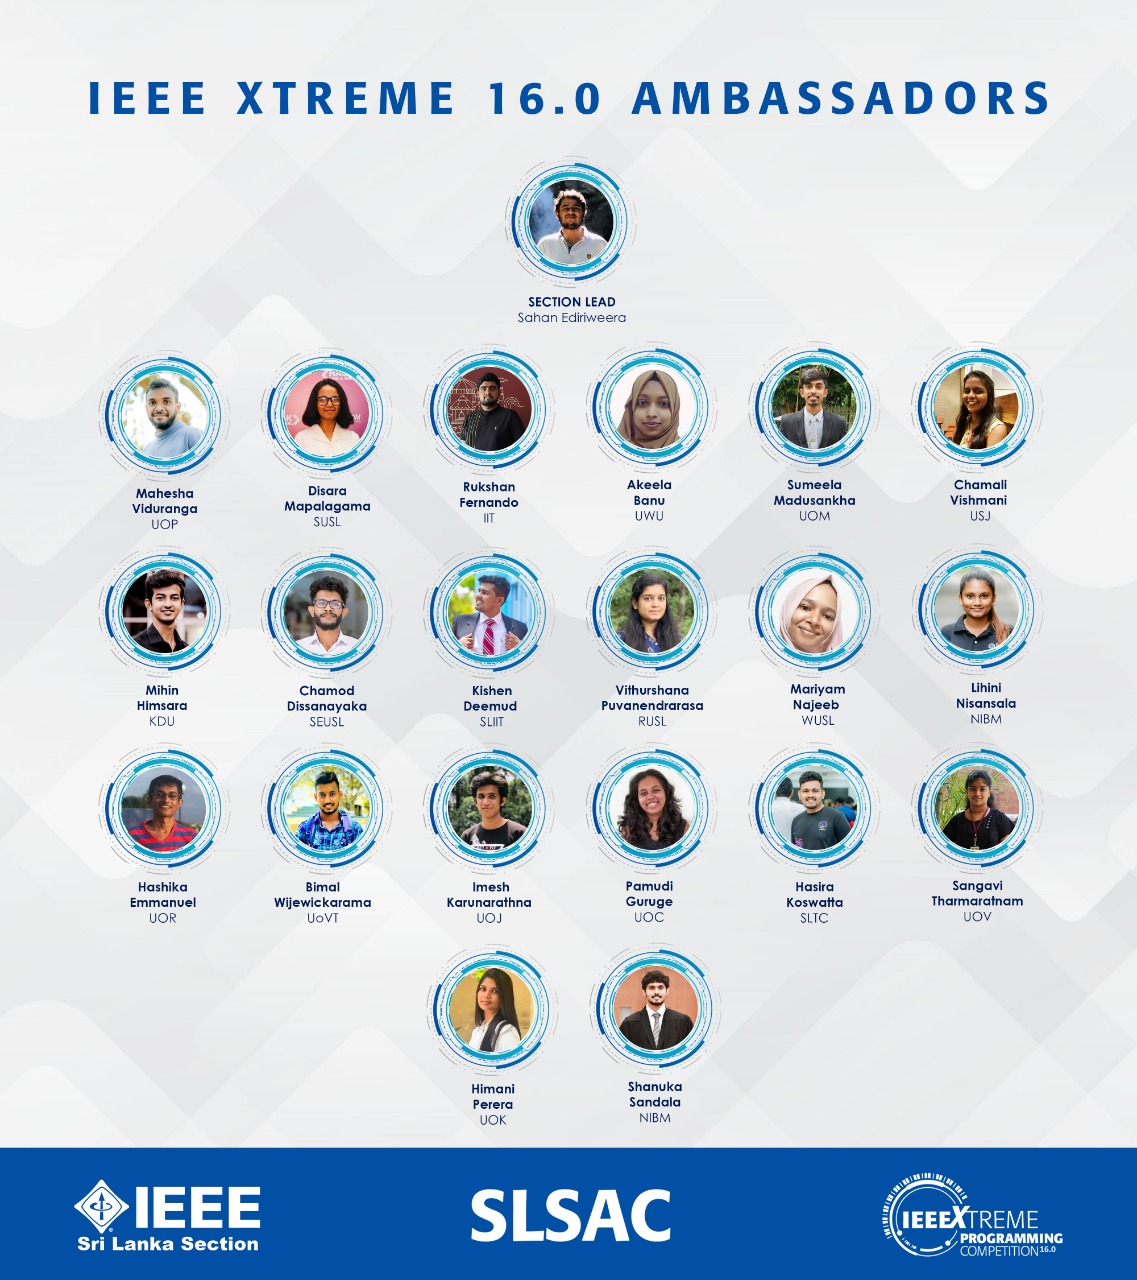 IEEE XTREME 16.0 AMBASSADORS
SECTION LEAD
Sahan Ediriweera
Mahesha
Viduranga
UOP
Disara
Mapalagama
SUSL
Rukshan
Fernando
IIT
Akeela
Banu
UWU
Sumeela
Madusankha
UOM
Chamali
Vishmani
USJ
Mihin
Himsara
KDU
Chamod
Dissanayaka
SEUSL
Kishen
Deemud
SLIIT
Vithurshana
Puvanendrarasa
RUSL
Mariyam
Najeeb
WUSL
Lihini
Nisansala
NIBM
Hashika
Emmanuel
UOR
Bimal
Wijewickarama
UoVT
Imesh
Karunarathna
UOJ
Pamudi
Guruge
UOC
Hasira
Koswatta
SLTC
Sangavi
Tharmaratnam
UOV
Himani
Perera
UOK
Shanuka
Sandala
NIBM
IEEE
Sri Lanka Section
SLSAC
IEEEXTREME
PROGRAMMING
COMPETITION 16.0